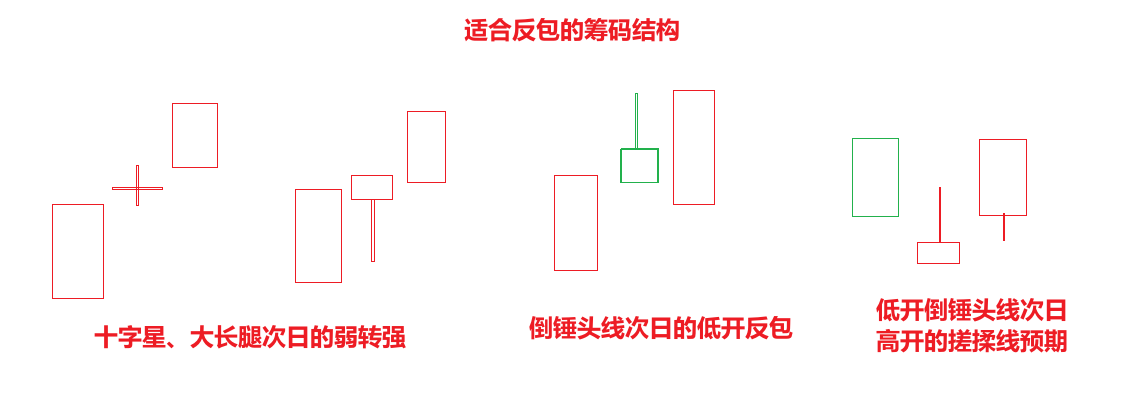 适合反包的筹码结构
十字星、大长腿次日的弱转强
倒锤头线次日的低开反包
低开倒锤头线次日
高开的搓揉线预期